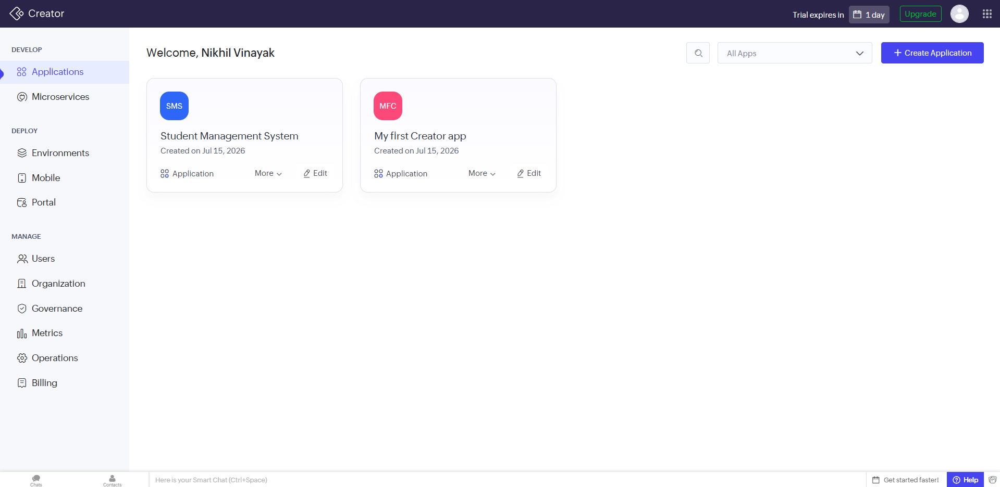 Creator
Trial expires in
1 day
Upgrade
DEVELOP
Applications
Microservices
DEPLOY
Environments
Mobile
Portal
MANAGE
Users
Organization
Governance
Metrics
Operations
Billing
Welcome, Nikhil Vinayak
All Apps
+ Create Application
SMS
Student Management System
Created on Jul 15, 2026
Application
More
Edit
MFC
My first Creator app
Created on Jul 15, 2026
Application
More
Edit
Chats
Contacts
Here is your Smart Chat (Ctrl+Space)
Get started faster!
Help